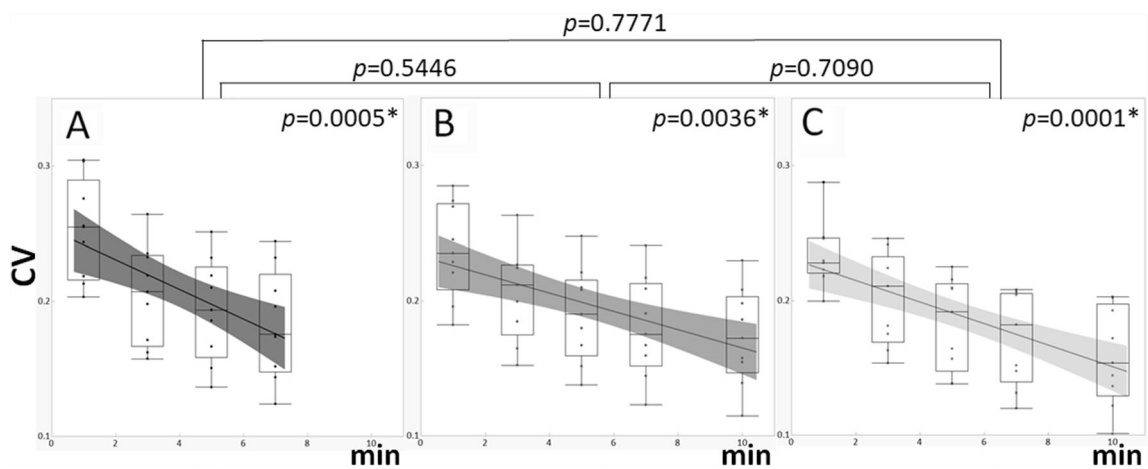 p=0.7771
p=0.5446 p=0.7090
A p=0.0005* B p=0.0036* C p=0.0001*
0.3 0.3 0.3
CV
0.2 0.2 0.2
0.1 0.1 0.1
0 2 4 6 8 10 0 2 4 6 8 10 0 2 4 6 8 10
min min min